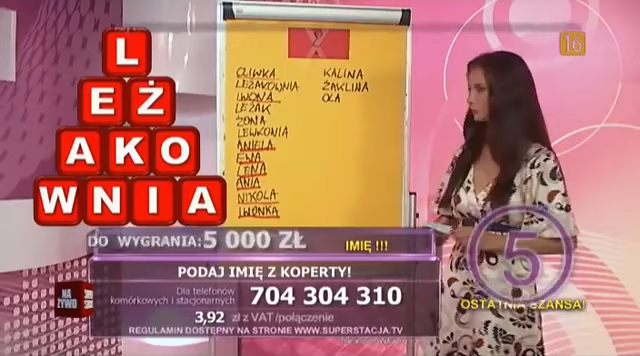 L
EŻ
AKO
WNIA
X
OLIWKA
LEŻAKOWNIA
IWONA
LEŻAK
ŻONA
LEWKONIA
ANIELA
EWA
LENA
ANIA
NIKOLA
IWONKA
KALINA
ŻAKLINA
OLA
16
DO WYGRANIA: 5 000 ZŁ
IMIĘ !!!
PODAJ IMIĘ Z KOPERTY!
Dla telefonów
komórkowych i stacjonarnych 704 304 310
3,92 zł z VAT/połączenie
REGULAMIN DOSTĘPNY NA STRONIE WWW.SUPERSTACJA.TV
NA
ŻYWO
5
OSTATNIA SZANSA!